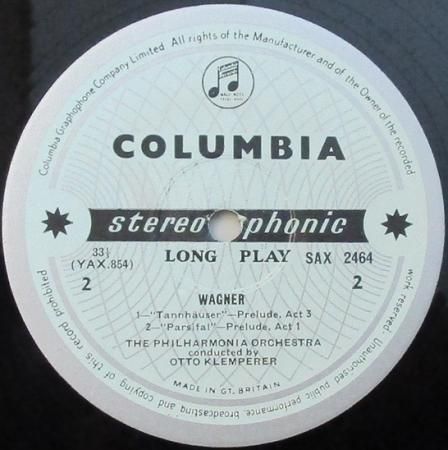 Columbia Graphophone Company Limited. All rights of the Manufacturer and of the Owner of the recorded
work reserved. Unauthorised public performance, broadcasting and copying of this record prohibited
COLUMBIA
stereophonic
33⅓ LONG PLAY SAX 2464
(YAX.854)
2 2
WAGNER
1—"Tannhäuser"—Prelude, Act 3
2—"Parsifal"—Prelude, Act 1
THE PHILHARMONIA ORCHESTRA
conducted by
OTTO KLEMPERER
MADE IN GT. BRITAIN